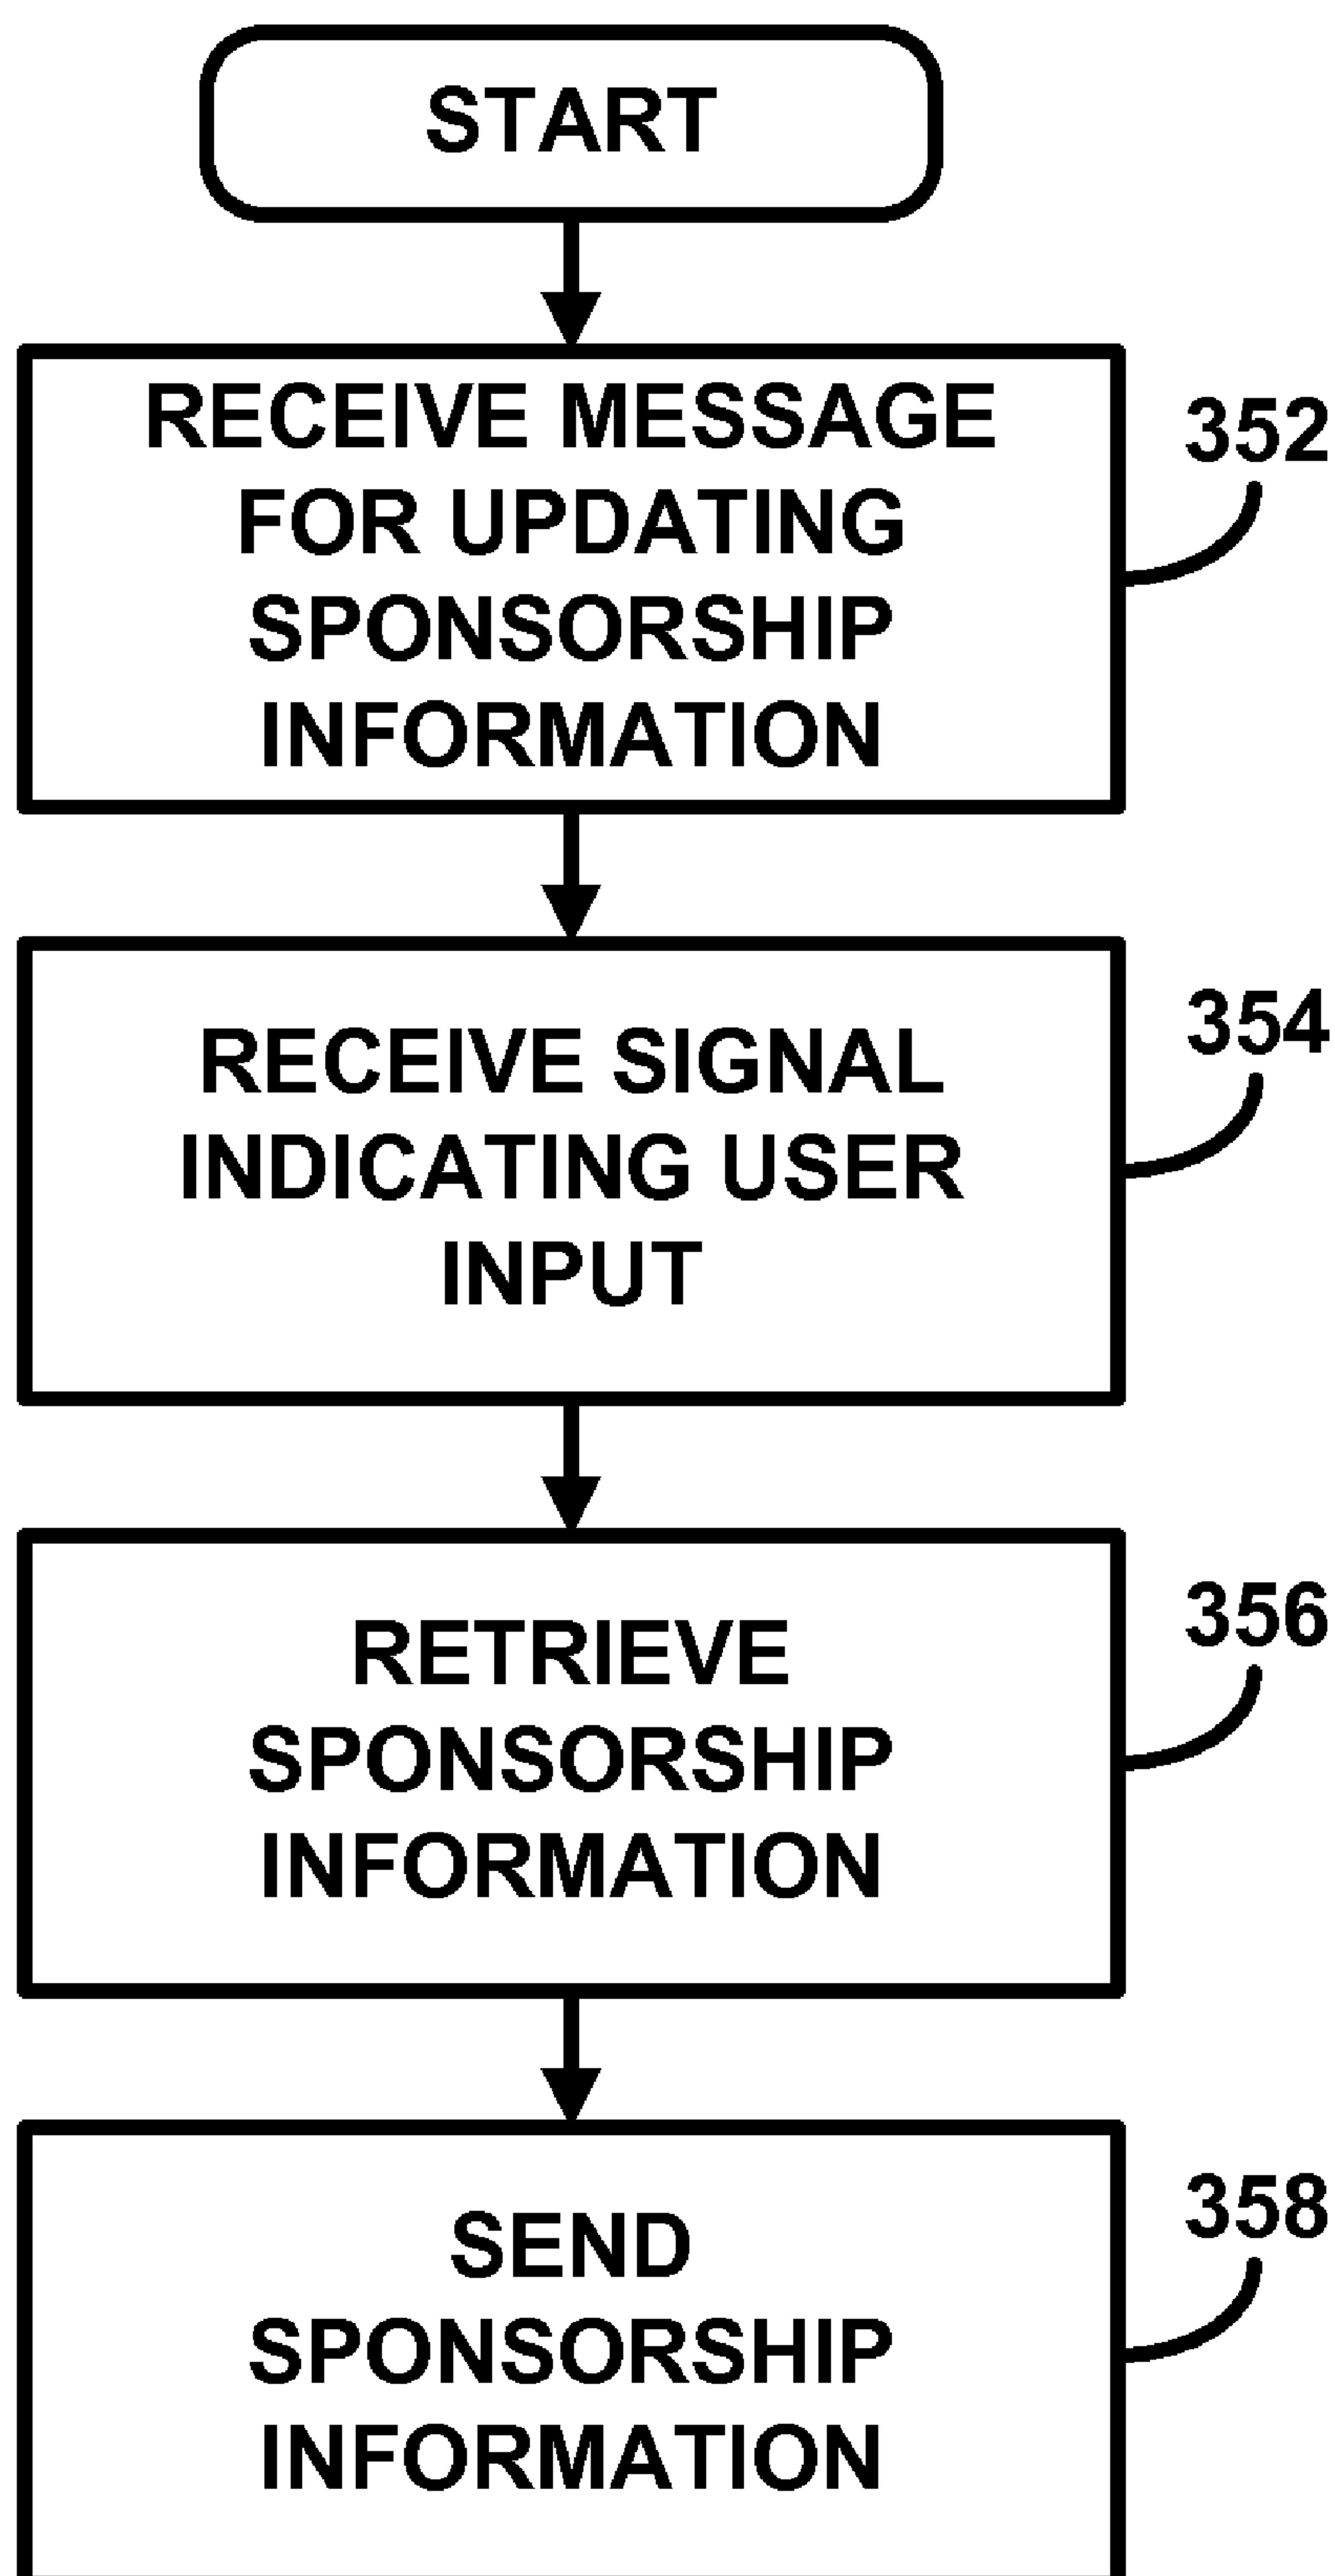 START
RECEIVE MESSAGE
FOR UPDATING
SPONSORSHIP
INFORMATION
352
RECEIVE SIGNAL
INDICATING USER
INPUT
354
RETRIEVE
SPONSORSHIP
INFORMATION
356
SEND
SPONSORSHIP
INFORMATION
358